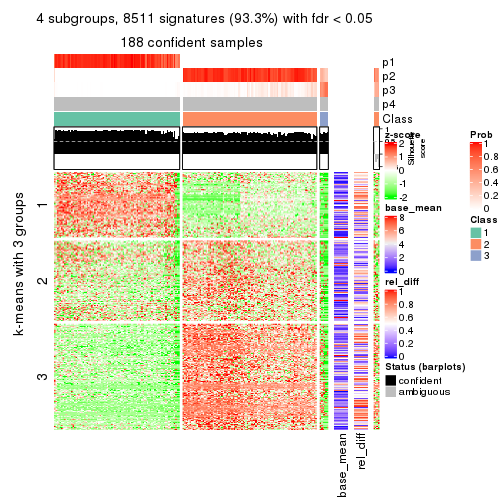 4 subgroups, 8511 signatures (93.3%) with fdr < 0.05
188 confident samples
p1
p2
p3
p4
Class
1
Silhouette
score
k-means with 3 groups
1
2
3
base_mean
rel_diff
z-score
2
1
0
-1
-2
base_mean
8
6
4
2
0
rel_diff
1
0.8
0.6
0.4
0.2
0
Status (barplots)
confident
ambiguous
Prob
1
0.8
0.6
0.4
0.2
0
Class
1
2
3